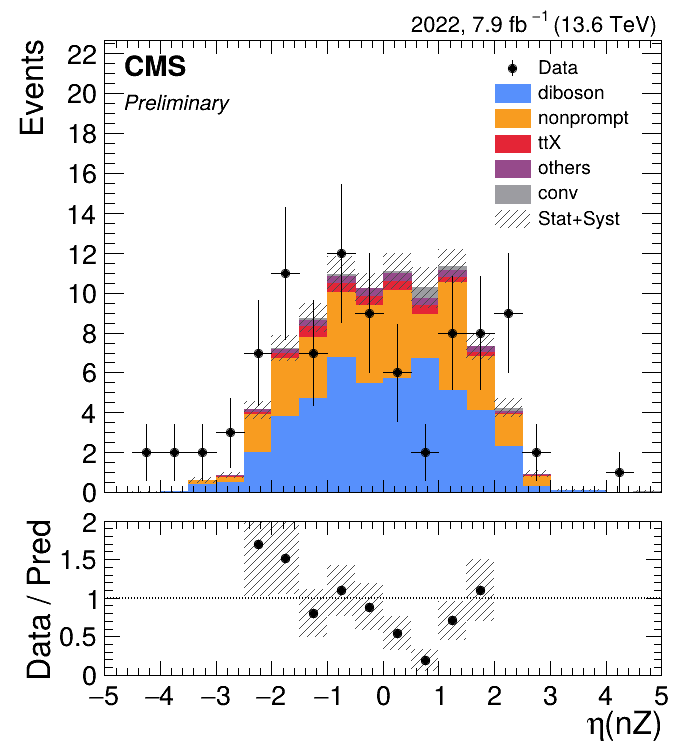 2022, 7.9 fb⁻¹ (13.6 TeV)
Events
22
20
18
16
14
12
10
8
6
4
2
0
CMS
Preliminary
Data
diboson
nonprompt
ttX
others
conv
Stat+Syst
Data / Pred
2
1.5
1
0.5
0
−5 −4 −3 −2 −1 0 1 2 3 4 5
η(nZ)